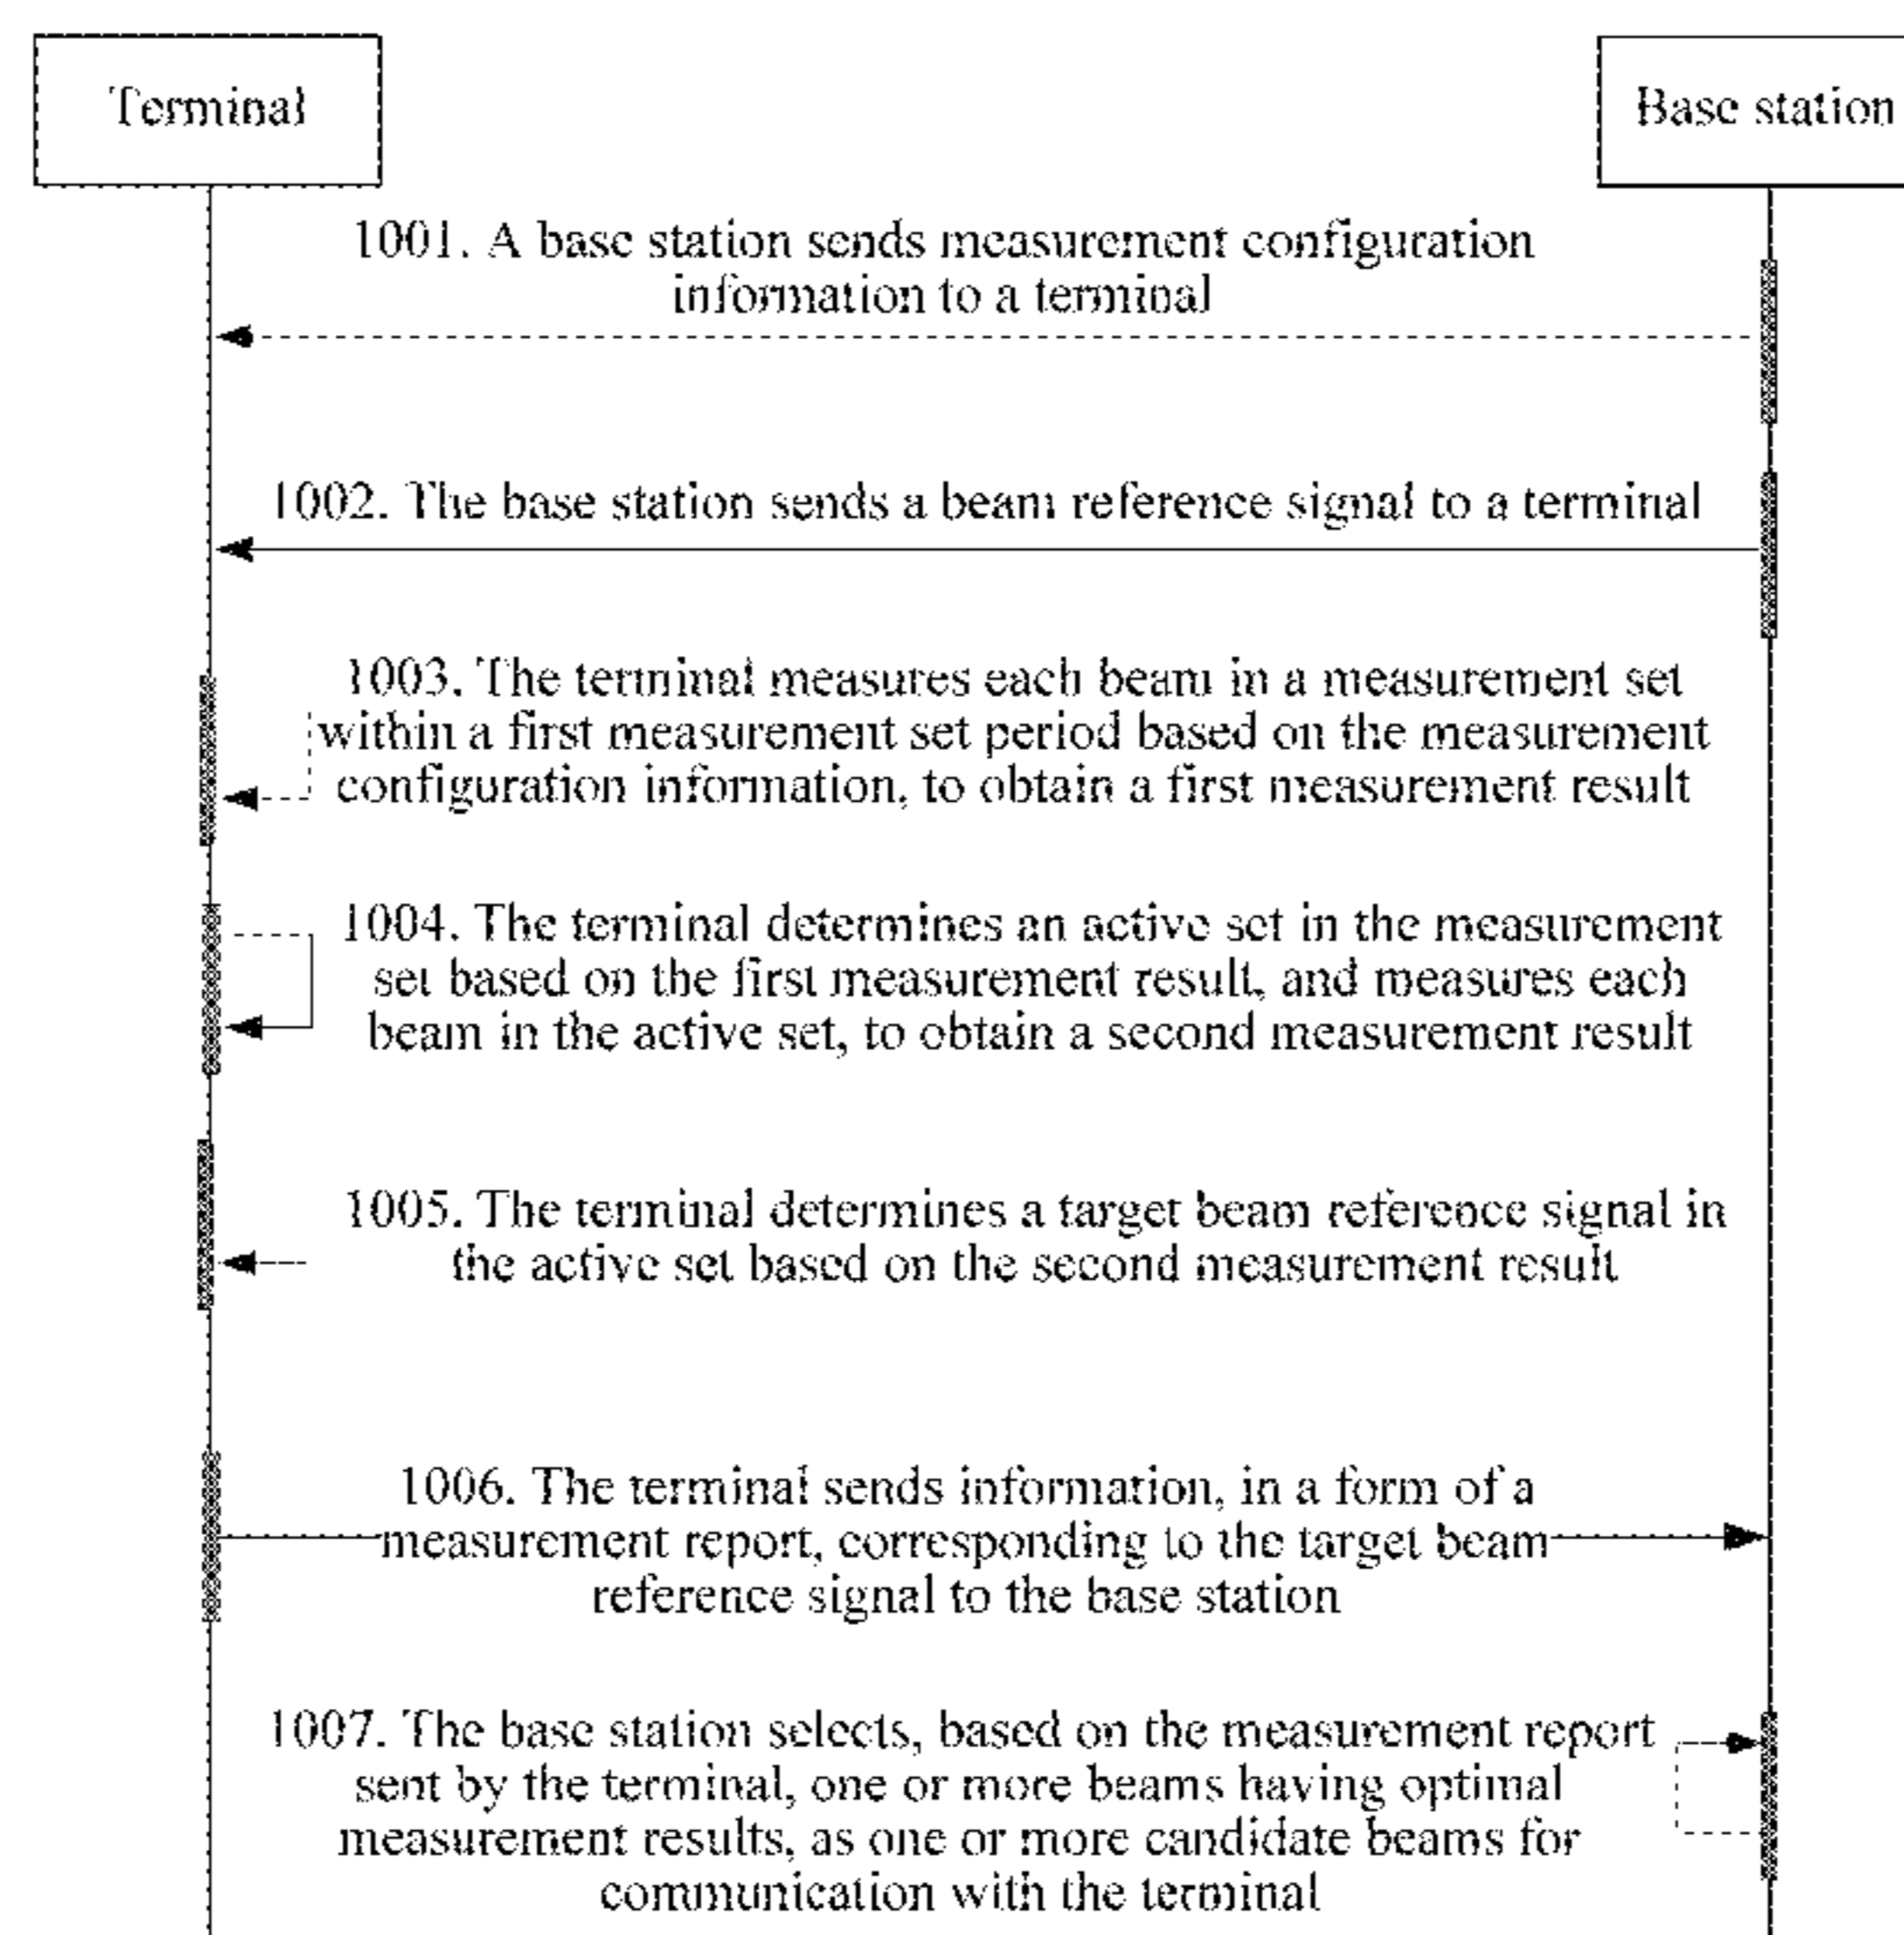 Terminal
Base station
1001. A base station sends measurement configuration
information to a terminal
1002. The base station sends a beam reference signal to a terminal
1003. The terminal measures each beam in a measurement set
within a first measurement set period based on the measurement
configuration information, to obtain a first measurement result
1004. The terminal determines an active set in the measurement
set based on the first measurement result, and measures each
beam in the active set, to obtain a second measurement result
1005. The terminal determines a target beam reference signal in
the active set based on the second measurement result
1006. The terminal sends information, in a form of a
measurement report, corresponding to the target beam
reference signal to the base station
1007. The base station selects, based on the measurement report
sent by the terminal, one or more beams having optimal
measurement results, as one or more candidate beams for
communication with the terminal